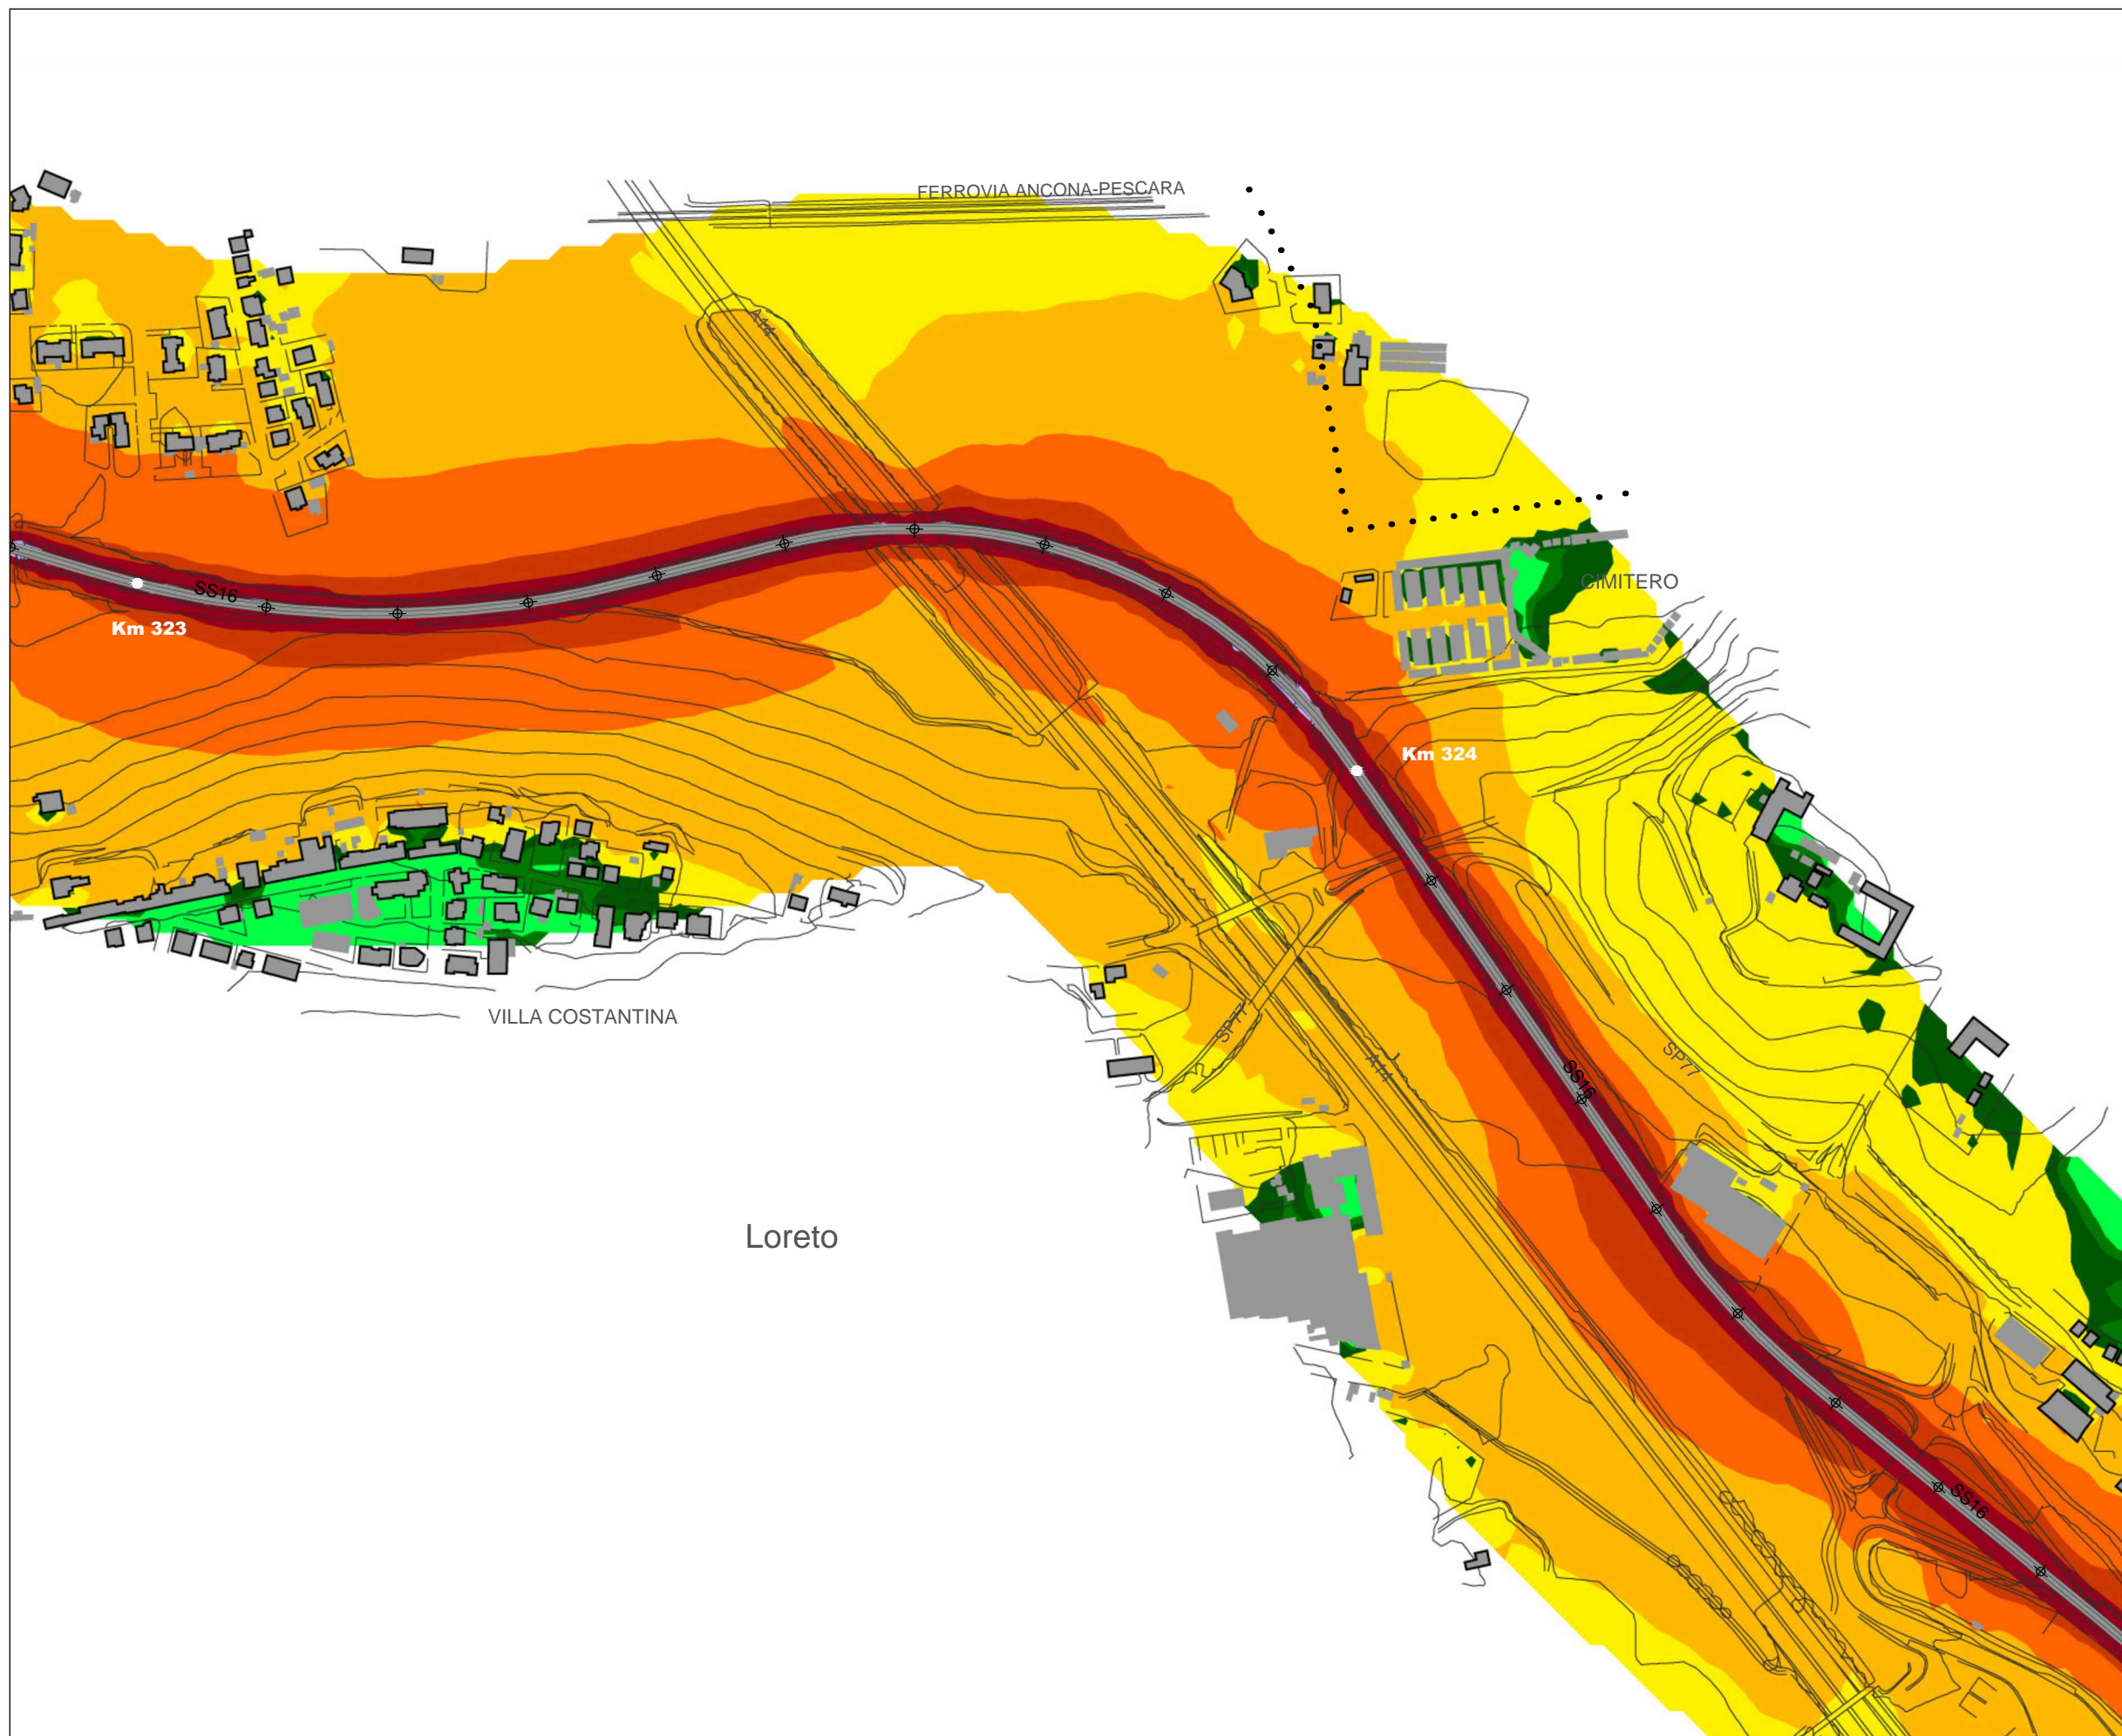 FERROVIA ANCONA-PESCARA
A14
SS16
CIMITERO
Km 323
Km 324
VILLA COSTANTINA
SP77
A14
SP77
SS16
Loreto
SS16